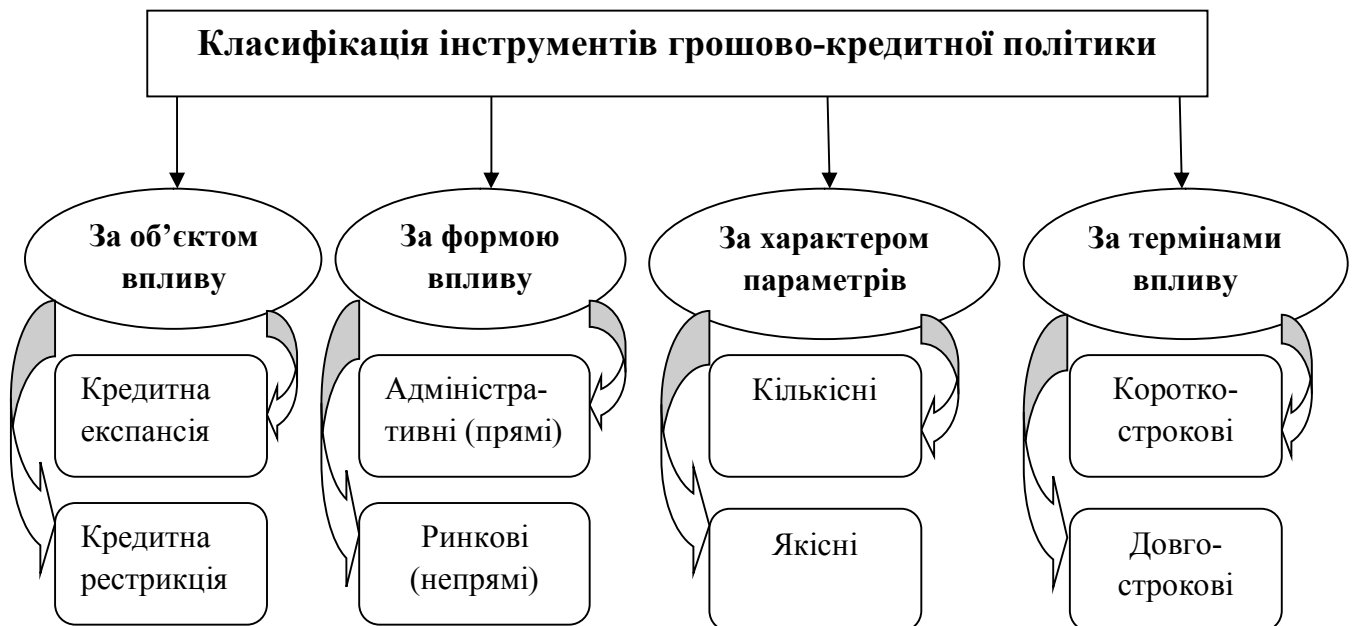 Класифікація інструментів грошово-кредитної політики
За об’єктом
впливу
За формою
впливу
За характером
параметрів
За термінами
впливу
Кредитна
експансія
Адміністра-
тивні (прямі)
Кількісні
Коротко-
строкові
Кредитна
рестрикція
Ринкові
(непрямі)
Якісні
Довго-
строкові